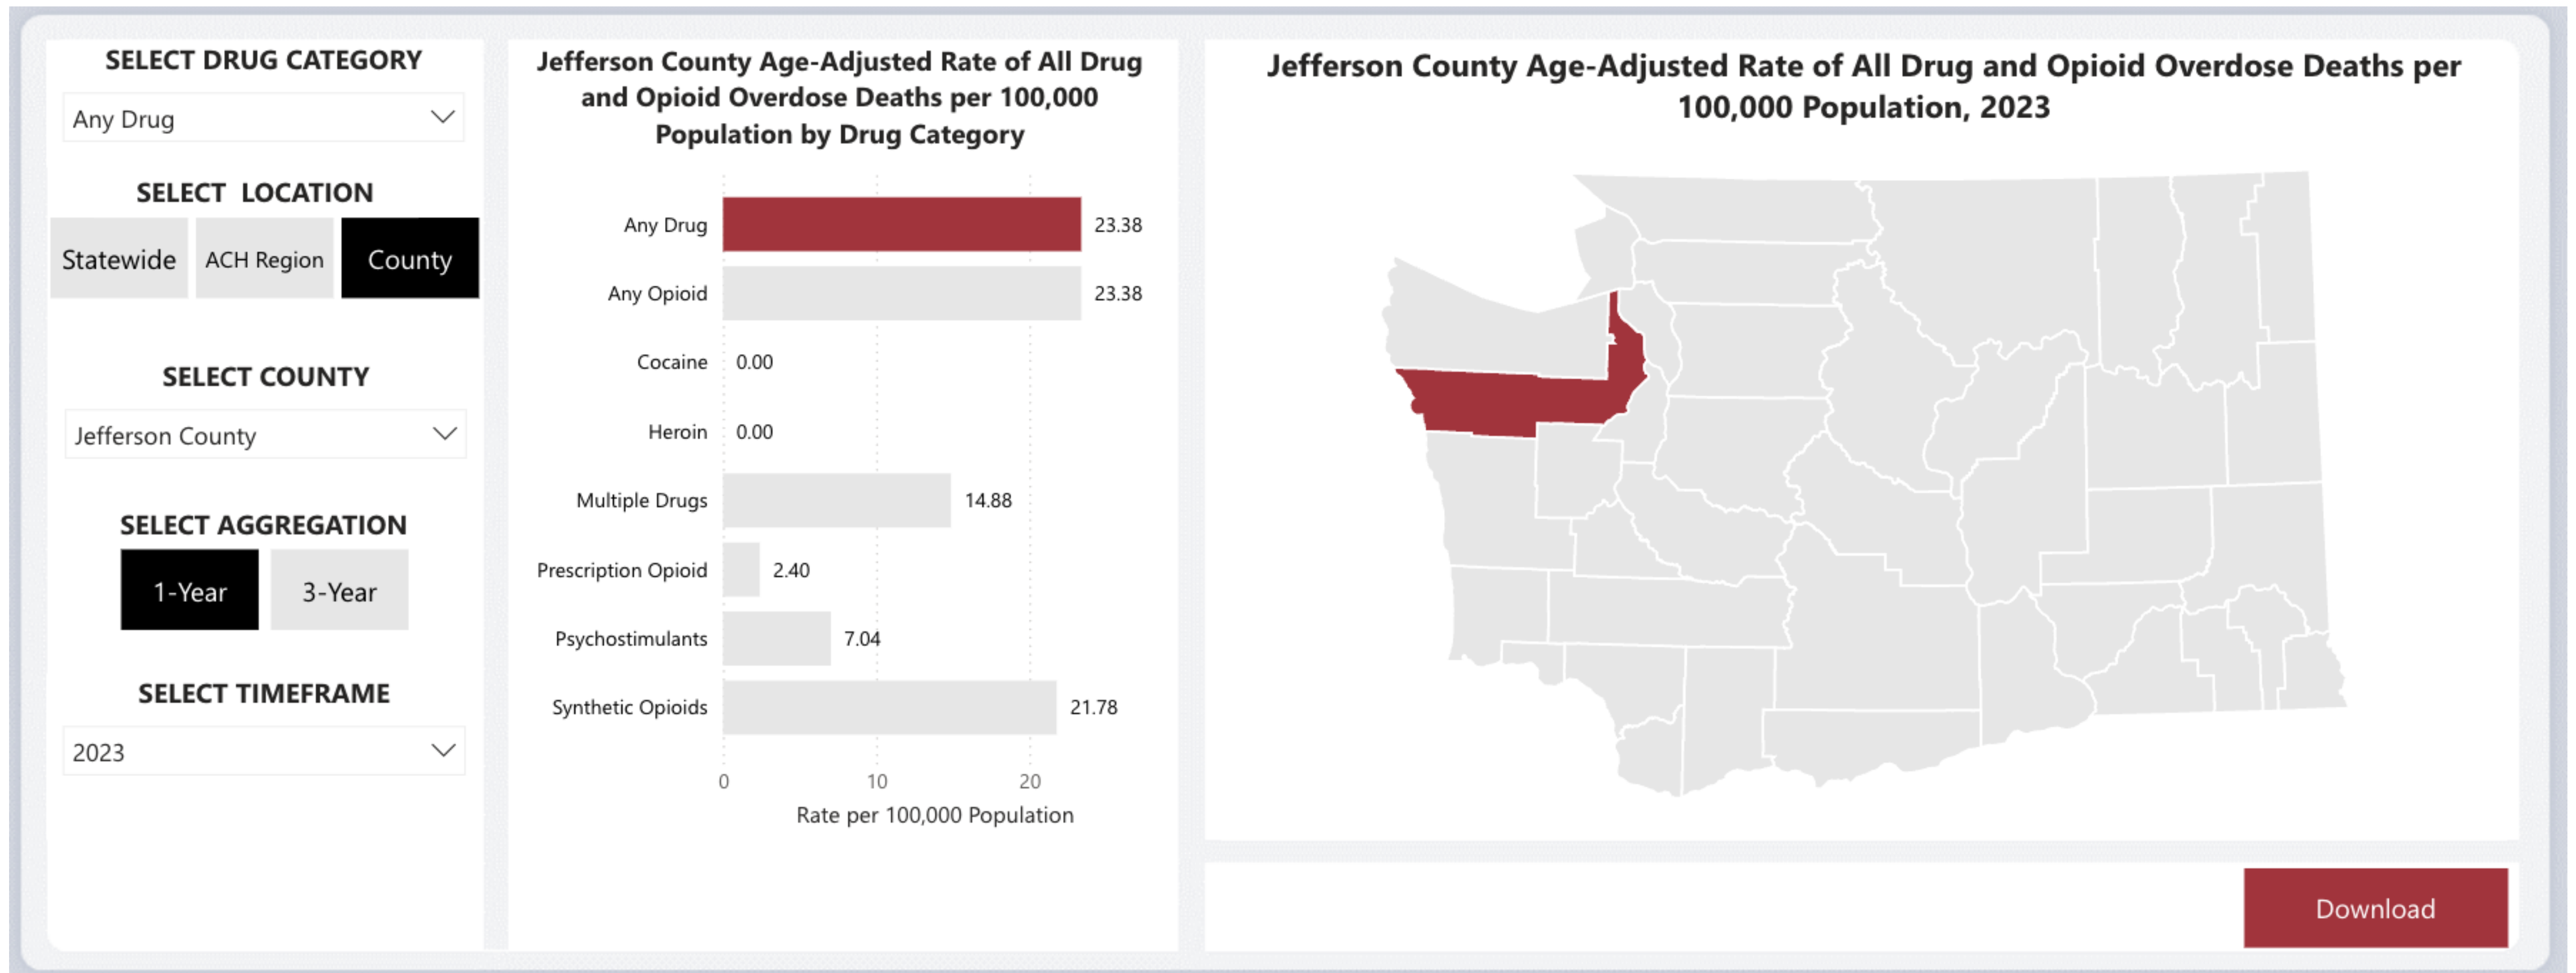 SELECT DRUG CATEGORY
Any Drug
SELECT LOCATION
Statewide
ACH Region
County
SELECT COUNTY
Jefferson County
SELECT AGGREGATION
1-Year
3-Year
SELECT TIMEFRAME
2023
Jefferson County Age-Adjusted Rate of All Drug
and Opioid Overdose Deaths per 100,000
Population by Drug Category
Any Drug 23.38
Any Opioid 23.38
Cocaine 0.00
Heroin 0.00
Multiple Drugs 14.88
Prescription Opioid 2.40
Psychostimulants 7.04
Synthetic Opioids 21.78
0 10 20
Rate per 100,000 Population
Jefferson County Age-Adjusted Rate of All Drug and Opioid Overdose Deaths per
100,000 Population, 2023
Download